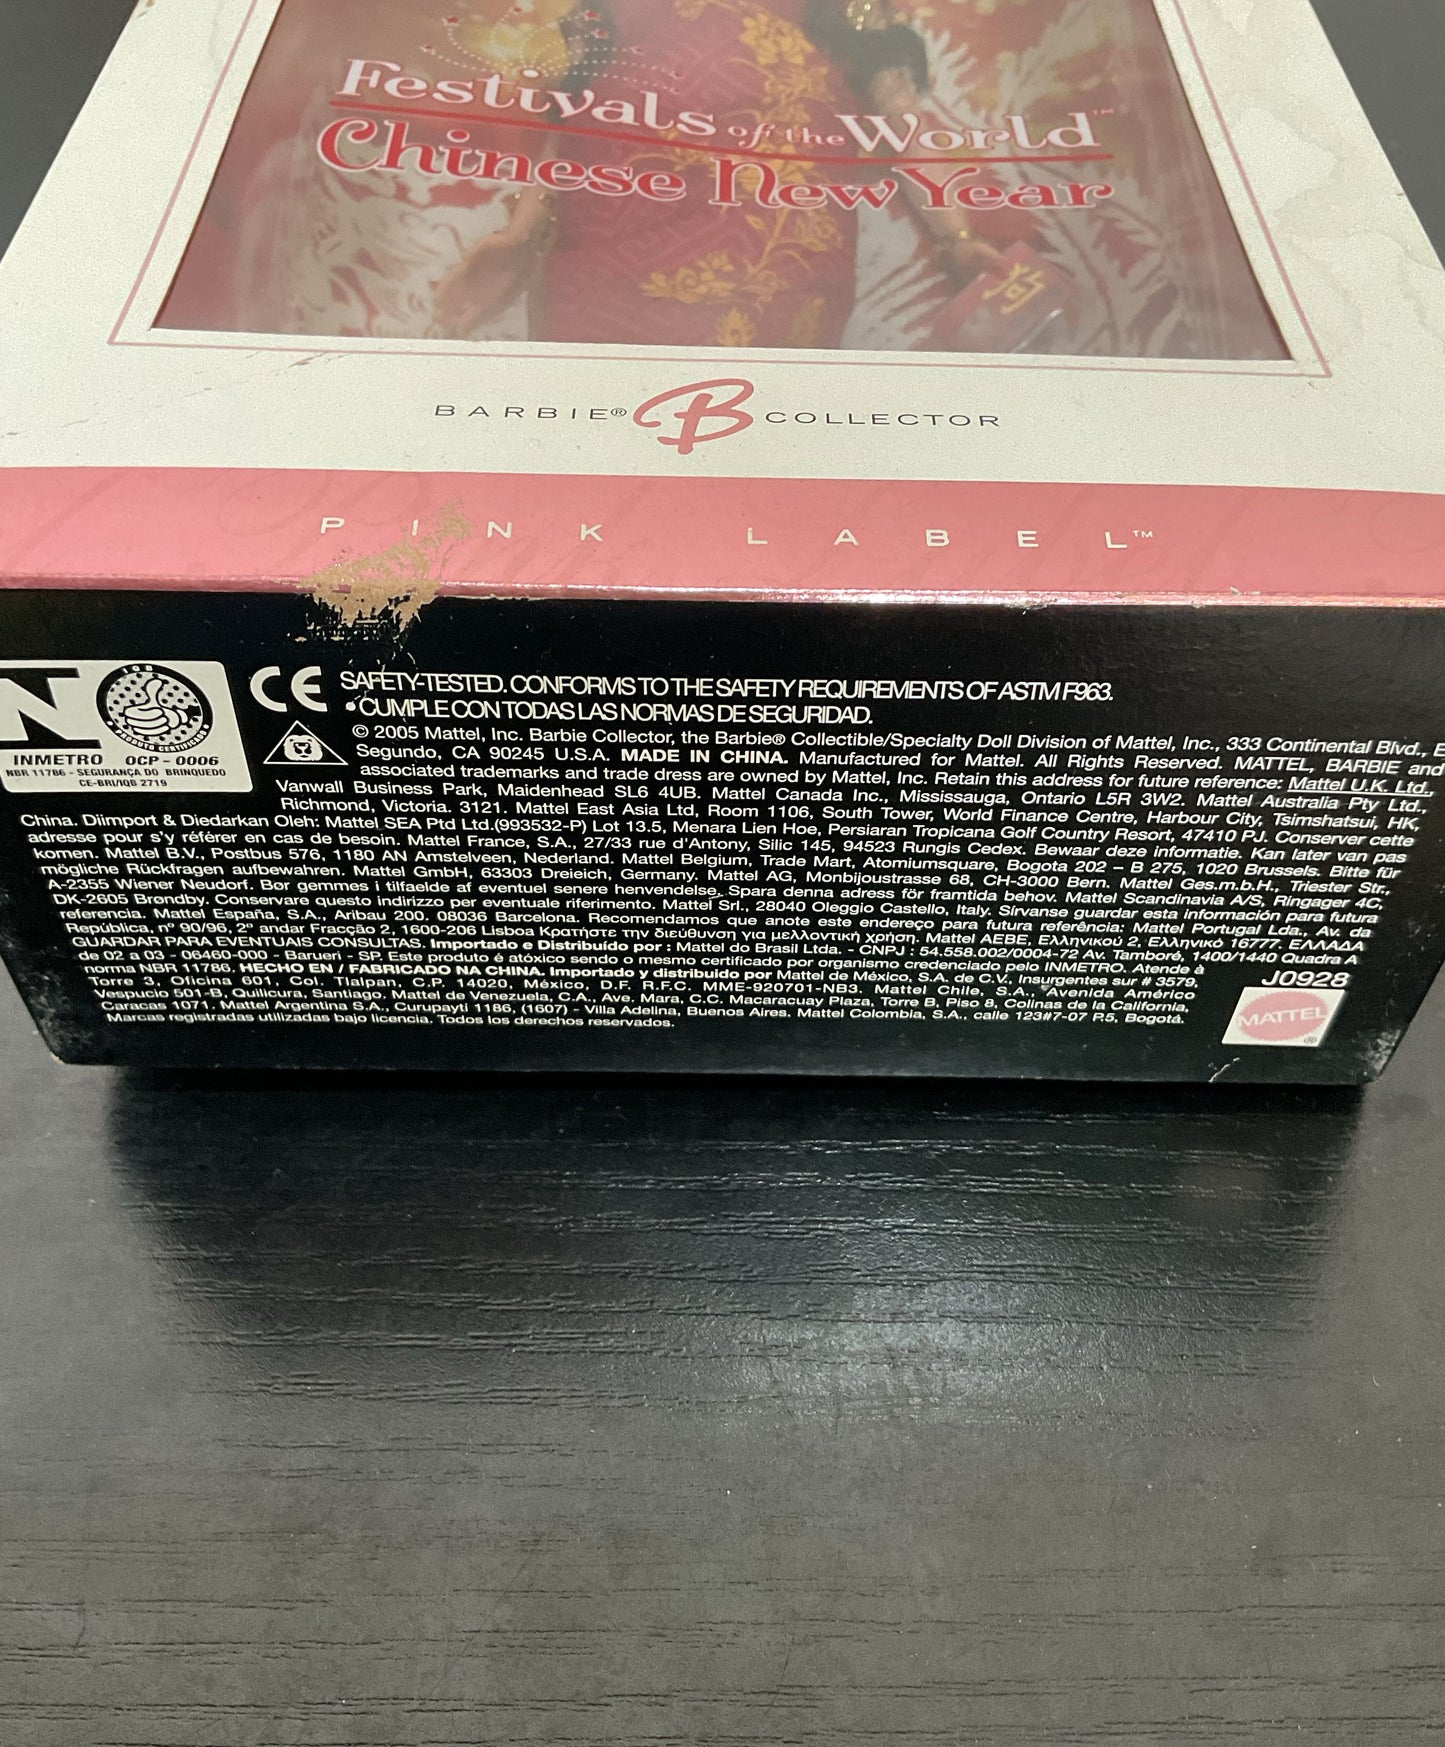 Festivals of the World™
Chinese New Year
狗
BARBIE® B COLLECTOR
PINK LABEL™
N
IQB
PRODUTO CERTIFICADO
INMETRO OCP - 0006
NBR 11786 - SEGURANÇA DO BRINQUEDO
CE-BRI/IQB 2719
CE SAFETY-TESTED. CONFORMS TO THE SAFETY REQUIREMENTS OF ASTM F963.
• CUMPLE CON TODAS LAS NORMAS DE SEGURIDAD.
© 2005 Mattel, Inc. Barbie Collector, the Barbie® Collectible/Specialty Doll Division of Mattel, Inc., 333 Continental Blvd., E
Segundo, CA 90245 U.S.A. MADE IN CHINA. Manufactured for Mattel. All Rights Reserved. MATTEL, BARBIE and
associated trademarks and trade dress are owned by Mattel, Inc. Retain this address for future reference: Mattel U.K. Ltd.,
Vanwall Business Park, Maidenhead SL6 4UB. Mattel Canada Inc., Mississauga, Ontario L5R 3W2. Mattel Australia Pty Ltd.,
Richmond, Victoria. 3121. Mattel East Asia Ltd, Room 1106, South Tower, World Finance Centre, Harbour City, Tsimshatsui, HK,
China. Diimport & Diedarkan Oleh: Mattel SEA Ptd Ltd.(993532-P) Lot 13.5, Menara Lien Hoe, Persiaran Tropicana Golf Country Resort, 47410 PJ. Conserver cette
adresse pour s'y référer en cas de besoin. Mattel France, S.A., 27/33 rue d'Antony, Silic 145, 94523 Rungis Cedex. Bewaar deze informatie. Kan later van pas
komen. Mattel B.V., Postbus 576, 1180 AN Amstelveen, Nederland. Mattel Belgium, Trade Mart, Atomiumsquare, Bogota 202 – B 275, 1020 Brussels. Bitte für
mögliche Rückfragen aufbewahren. Mattel GmbH, 63303 Dreieich, Germany. Mattel AG, Monbijoustrasse 68, CH-3000 Bern. Mattel Ges.m.b.H., Triester Str.,
A-2355 Wiener Neudorf. Bør gemmes i tilfaelde af eventuel senere henvendelse. Spara denna adress för framtida behov. Mattel Scandinavia A/S, Ringager 4C,
DK-2605 Brøndby. Conservare questo indirizzo per eventuale riferimento. Mattel Srl., 28040 Oleggio Castello, Italy. Sírvanse guardar esta información para futura
referencia. Mattel España, S.A., Aribau 200. 08036 Barcelona. Recomendamos que anote este endereço para futura referência: Mattel Portugal Lda., Av. da
República, nº 90/96, 2º andar Fracção 2, 1600-206 Lisboa Κρατήστε την διεύθυνση για μελλοντική χρήση. Mattel AEBE, Ελληνικού 2, Ελληνικό 16777. ΕΛΛΑΔΑ
GUARDAR PARA EVENTUAIS CONSULTAS. Importado e Distribuído por : Mattel do Brasil Ltda. - CNPJ : 54.558.002/0004-72 Av. Tamboré, 1400/1440 Quadra A
de 02 a 03 - 06460-000 - Barueri - SP. Este produto é atóxico sendo o mesmo certificado por organismo credenciado pelo INMETRO. Atende à
norma NBR 11786. HECHO EN / FABRICADO NA CHINA. Importado y distribuido por Mattel de México, S.A. de C.V., Insurgentes sur # 3579,
Torre 3, Oficina 601, Col. Tlalpan, C.P. 14020, México, D.F. R.F.C. MME-920701-NB3. Mattel Chile, S.A., Avenida Américo
Vespucio 501-B, Quilicura, Santiago. Mattel de Venezuela, C.A., Ave. Mara, C.C. Macaracuay Plaza, Torre B, Piso 8, Colinas de la California,
Caracas 1071, Mattel Argentina S.A., Curupayti 1186, (1607) - Villa Adelina, Buenos Aires. Mattel Colombia, S.A., calle 123#7-07 P.5, Bogotá.
Marcas registradas utilizadas bajo licencia. Todos los derechos reservados.
J0928
MATTEL
®